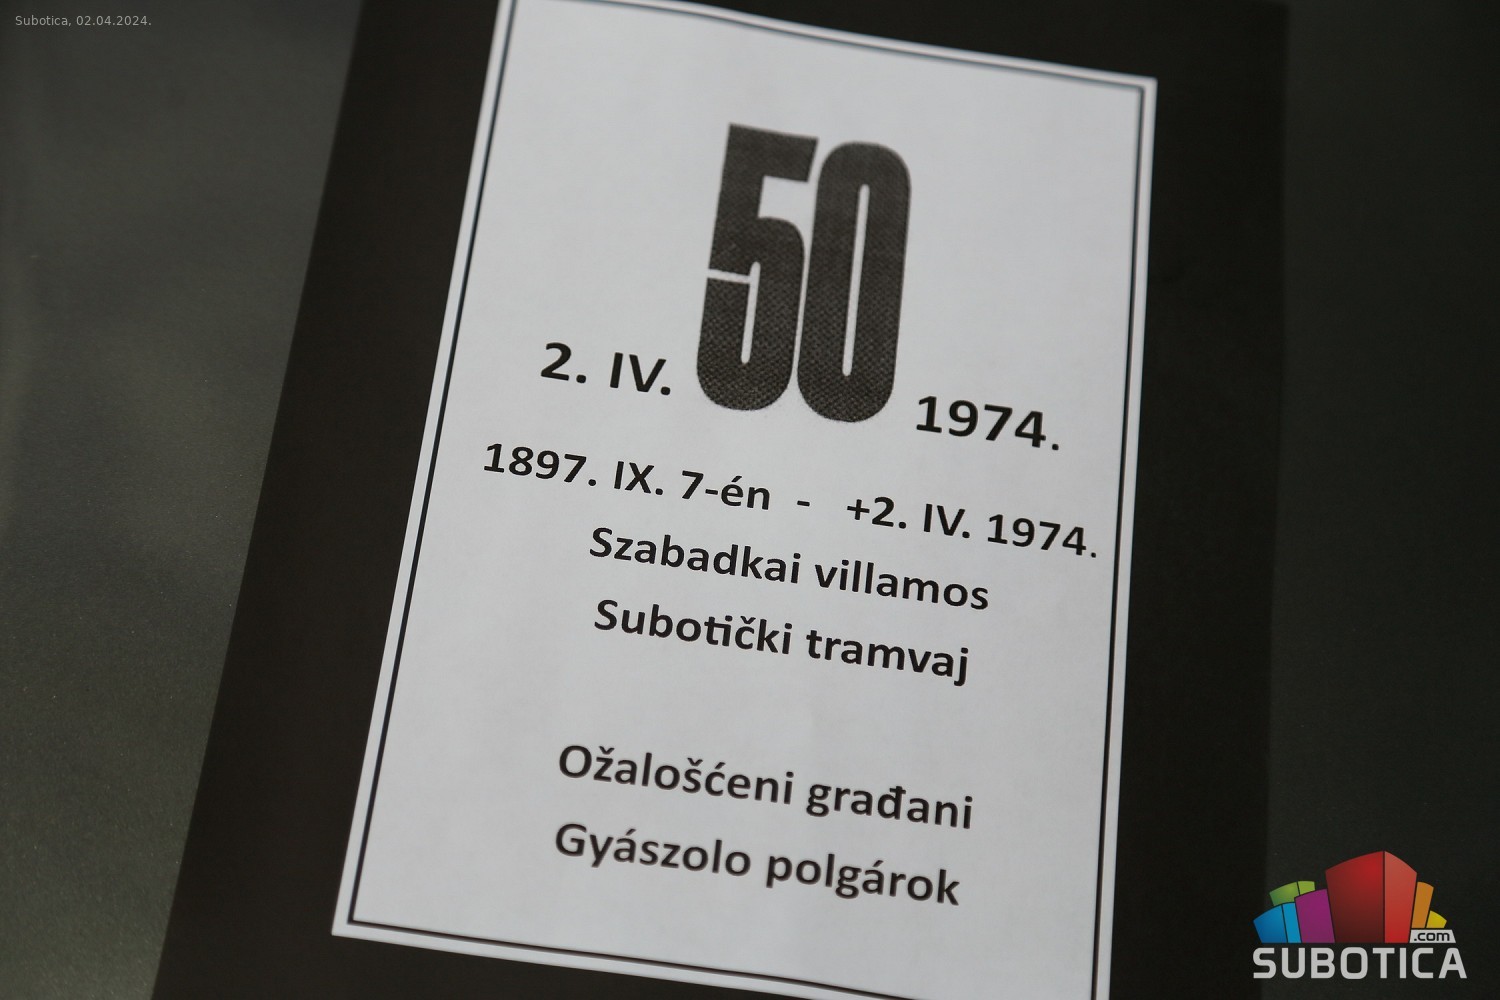 Subotica, 02.04.2024.
50
2. IV. 1974.
1897. IX. 7-én - +2. IV. 1974.
Szabadkai villamos
Subotički tramvaj
Ožalošćeni građani
Gyászolo polgárok
.com
SUBOTICA